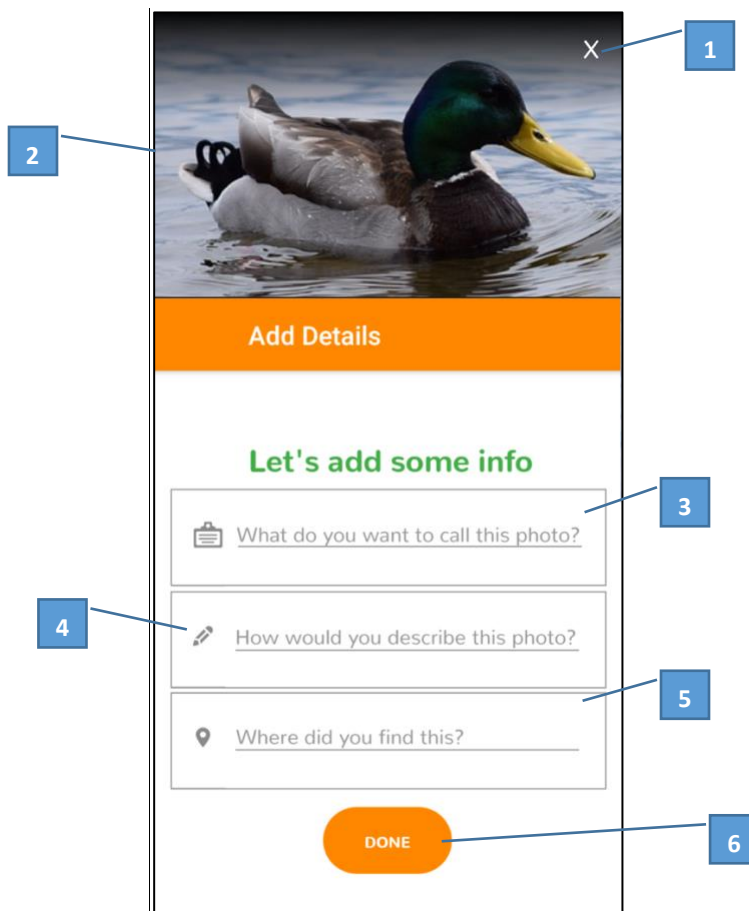 X
1
2
Add Details
Let's add some info
What do you want to call this photo?
3
4
How would you describe this photo?
5
Where did you find this?
DONE
6